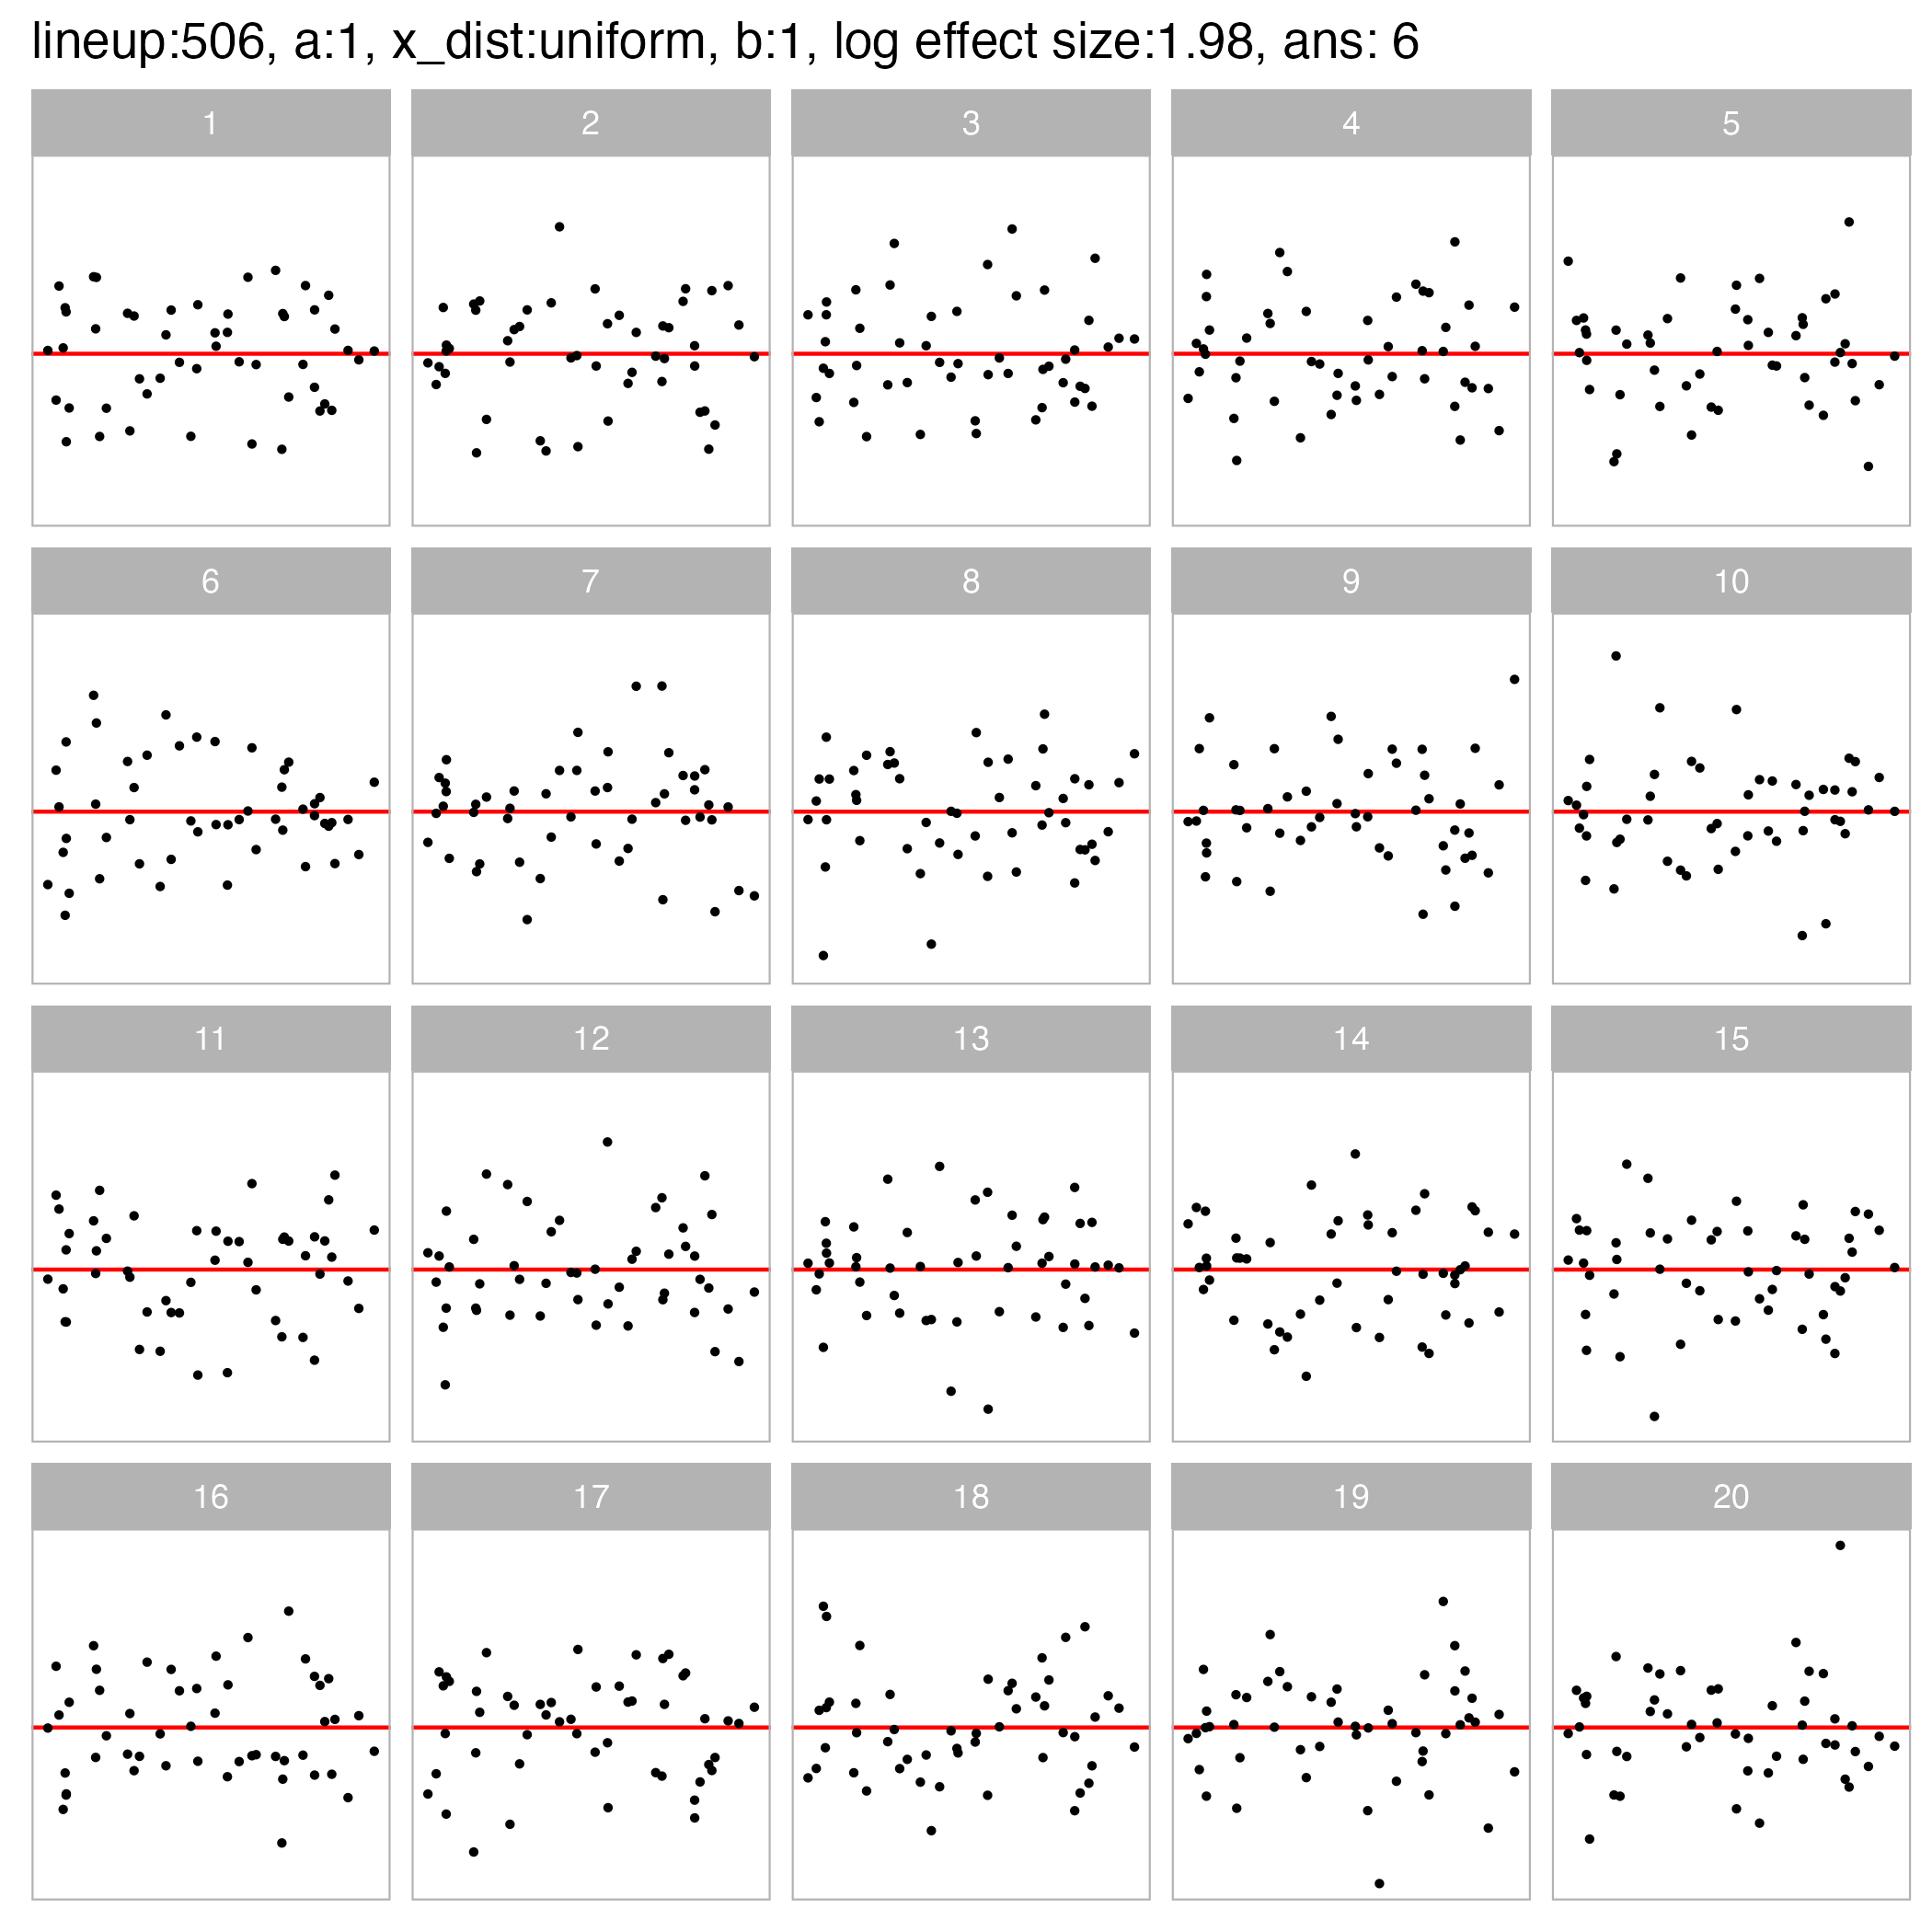 lineup:506, a:1, x_dist:uniform, b:1, log effect size:1.98, ans: 6
1 2 3 4 5
6 7 8 9 10
11 12 13 14 15
16 17 18 19 20